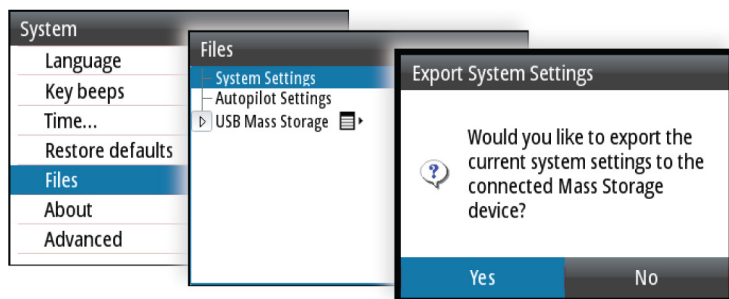 System
Language
Key beeps
Time...
Restore defaults
Files
About
Advanced
Files
System Settings
Autopilot Settings
USB Mass Storage
Export System Settings
Would you like to export the
current system settings to the
connected Mass Storage
device?
Yes
No